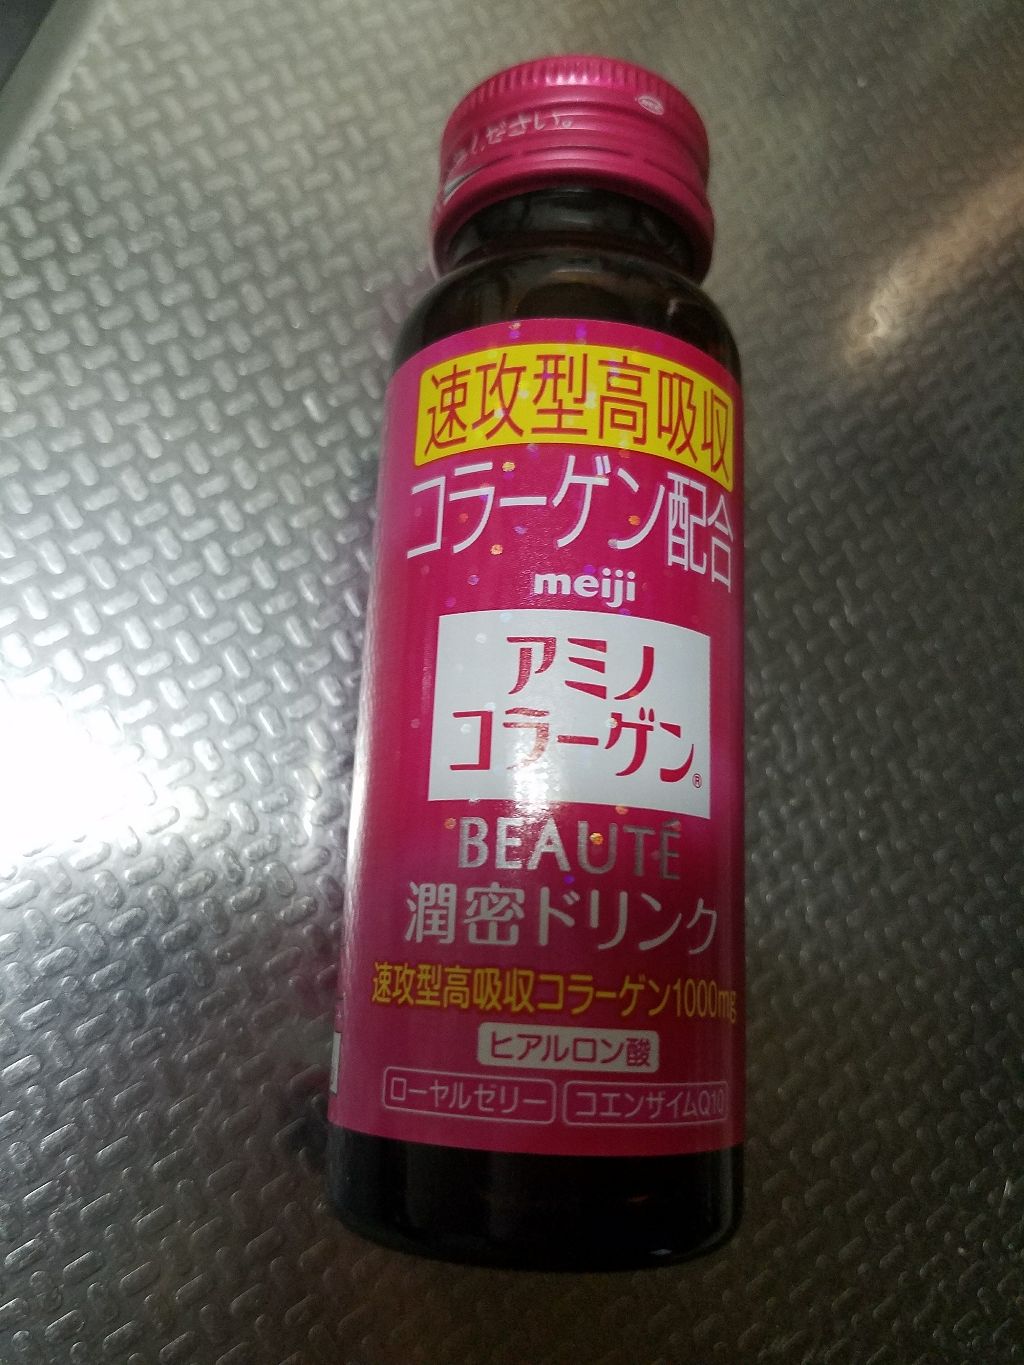 ださい。
速攻型高吸収
コラーゲン配合
meiji
アミノ
コラーゲン®
BEAUTÉ
潤密ドリンク
速攻型高吸収コラーゲン1000mg
ヒアルロン酸
ローヤルゼリー コエンザイムQ10